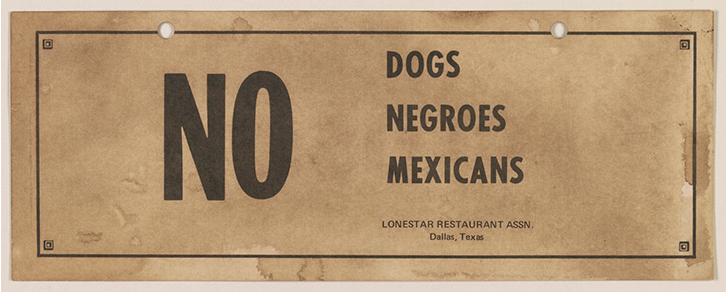 NO
DOGS
NEGROES
MEXICANS
LONESTAR RESTAURANT ASSN.
Dallas, Texas